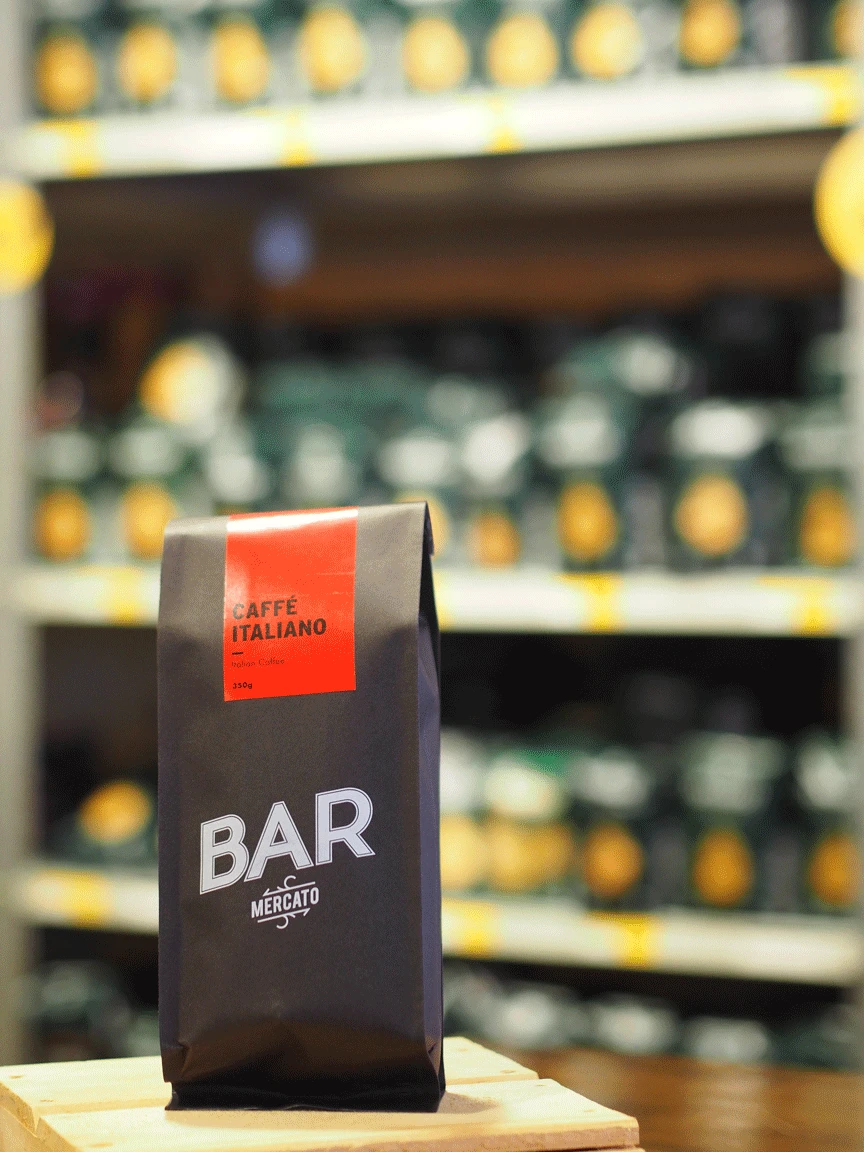 CAFFÉ
ITALIANO
Italian Coffee
350g
BAR
MERCATO